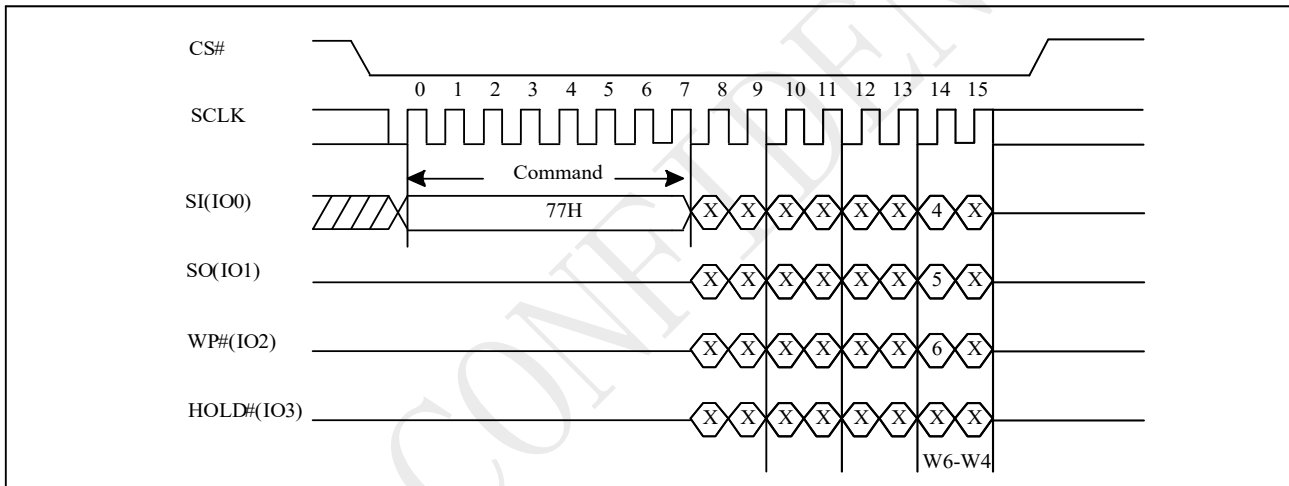 CS#
0 1 2 3 4 5 6 7 8 9 10 11 12 13 14 15
SCLK
Command
SI(IO0) 77H X X X X X X 4 X
SO(IO1) X X X X X X 5 X
WP#(IO2) X X X X X X 6 X
HOLD#(IO3) X X X X X X X X
W6-W4